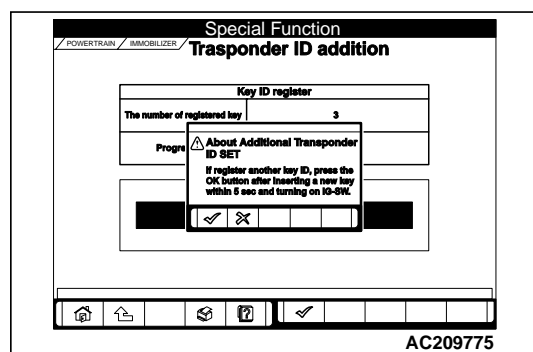 Special Function
POWERTRAIN IMMOBILIZER
Trasponder ID addition
Key ID register
The number of registered key 3
Progre
About Additional Transponder
ID SET
If register another key ID, press the
OK button after inserting a new key
within 5 sec and turning on IG-SW.
AC209775